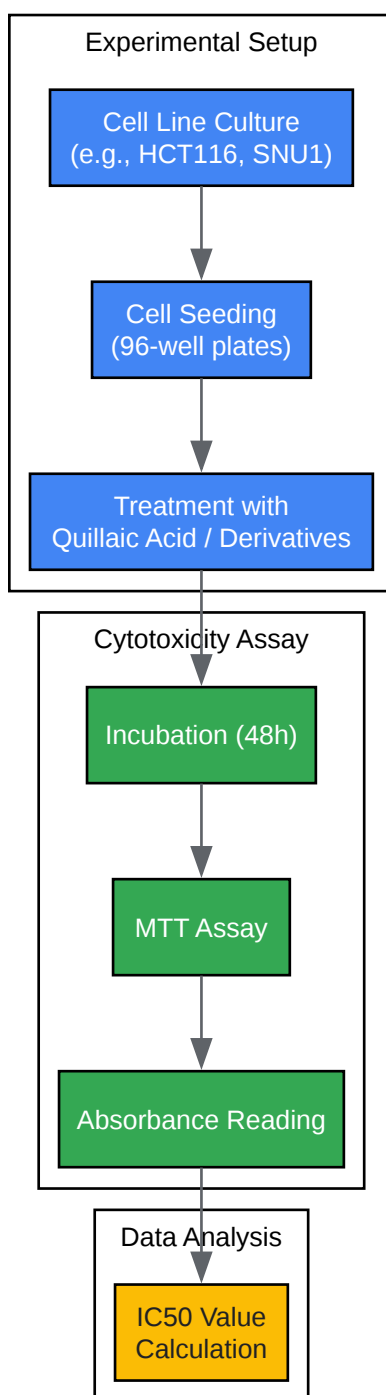 Experimental Setup
Cell Line Culture
(e.g., HCT116, SNU1)
Cell Seeding
(96-well plates)
Treatment with
Quillaic Acid / Derivatives
Cytotoxicity Assay
Incubation (48h)
MTT Assay
Absorbance Reading
Data Analysis
IC50 Value
Calculation